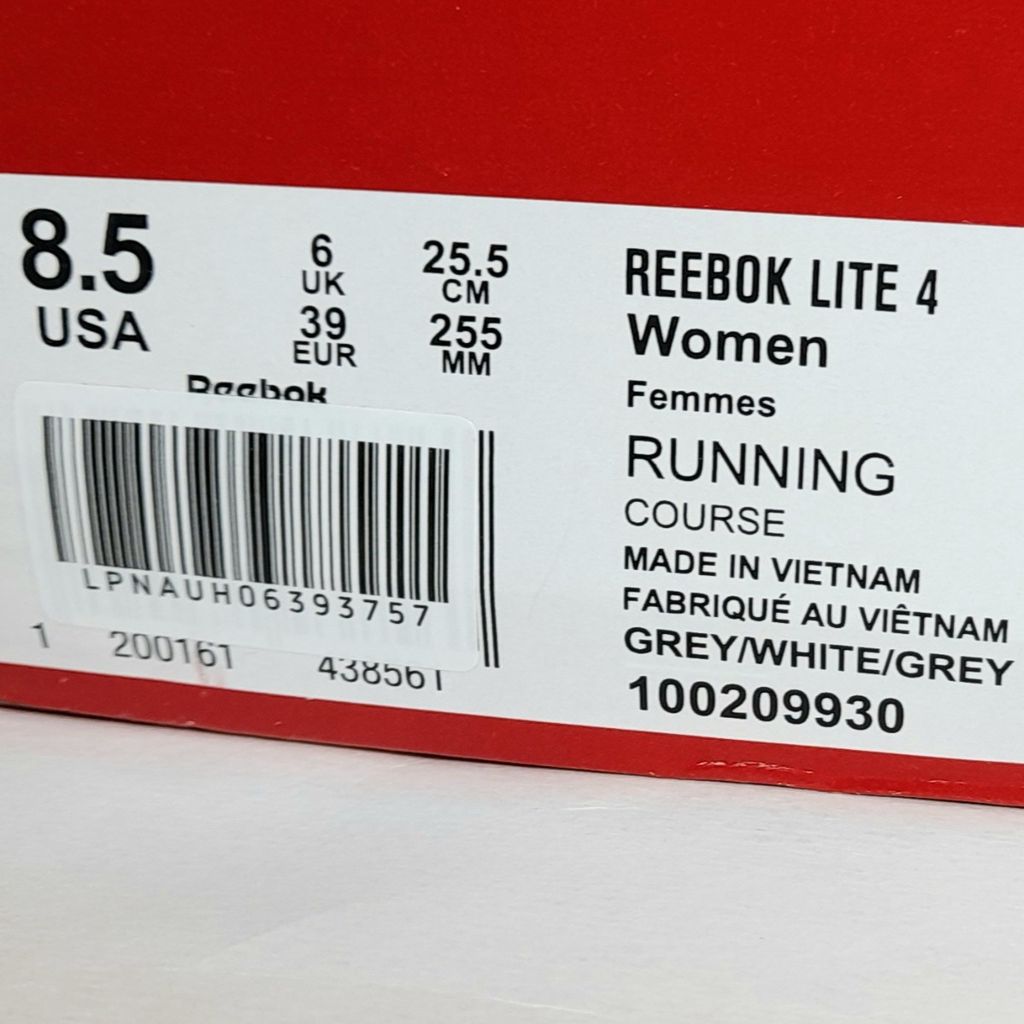 8.5
USA
6
UK
39
EUR
25.5
CM
255
MM
Reebok
LPNAUH06393757
1 200161 438561
REEBOK LITE 4
Women
Femmes
RUNNING
COURSE
MADE IN VIETNAM
FABRIQUÉ AU VIÊTNAM
GREY/WHITE/GREY
100209930